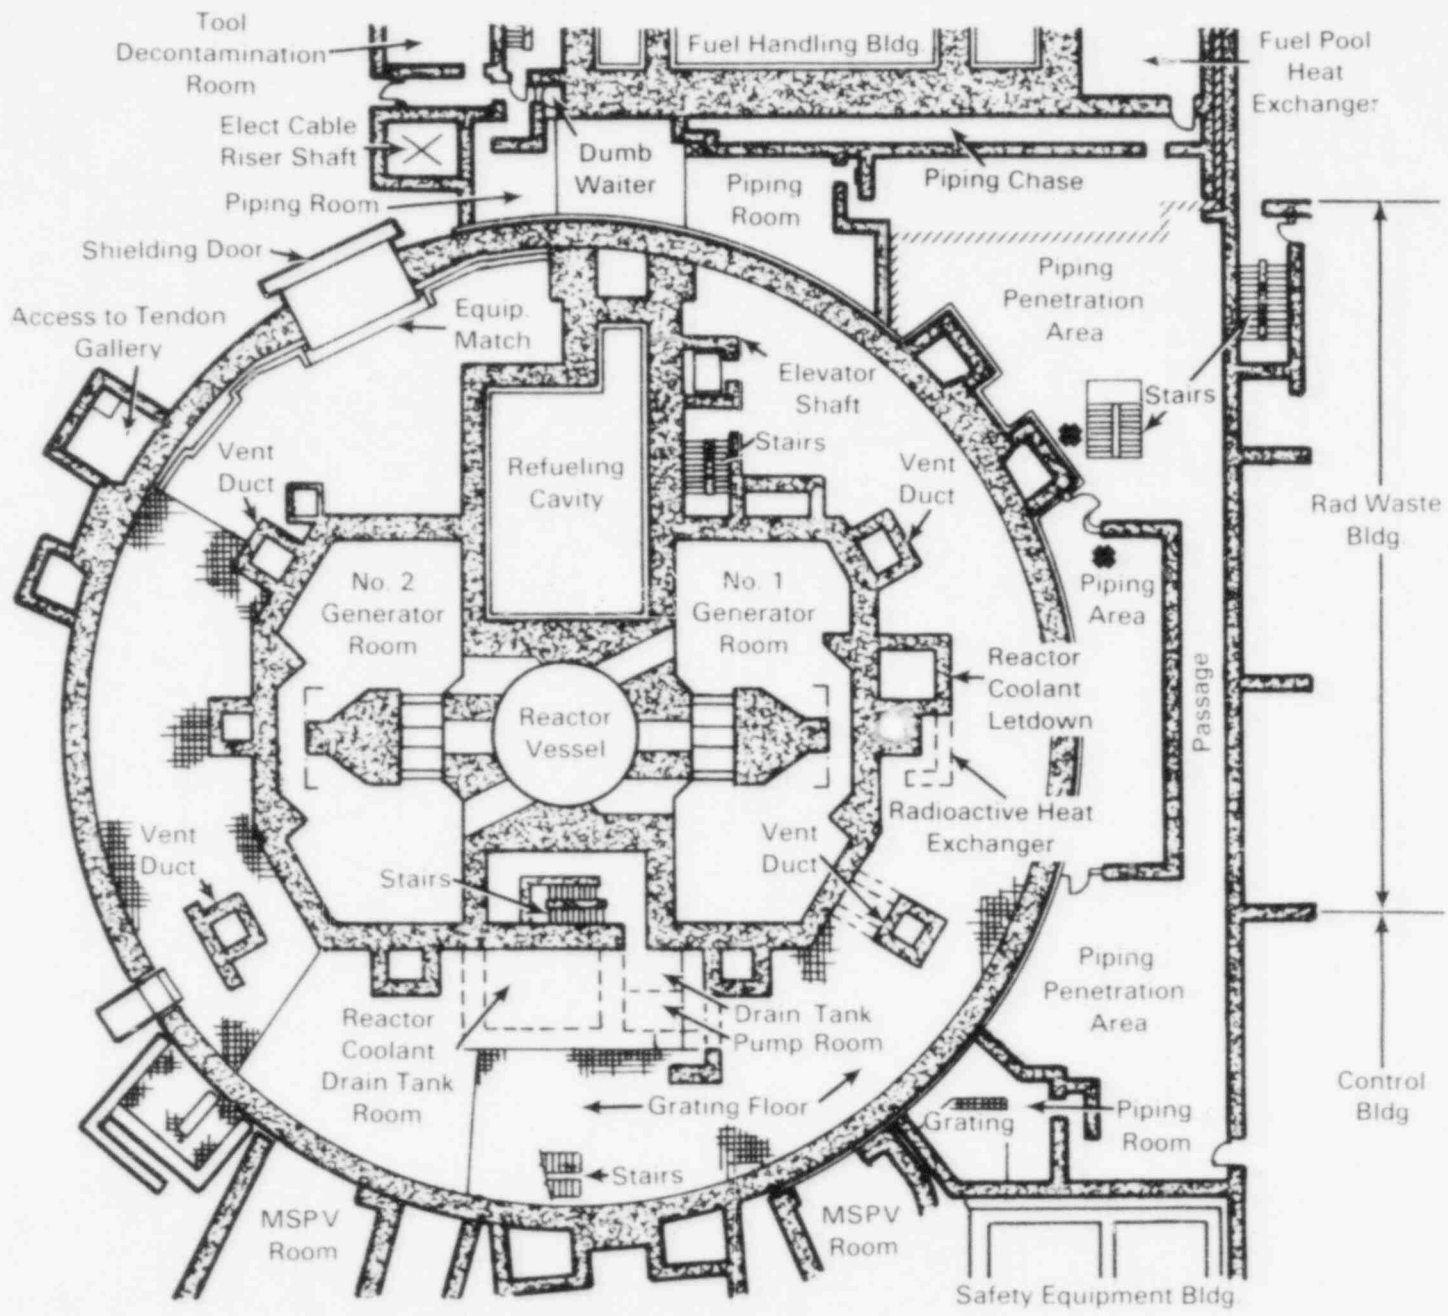 Tool
Decontamination
Room
Fuel Handling Bldg.
Fuel Pool
Heat
Exchanger
Elect Cable
Riser Shaft
Dumb
Waiter
Piping
Room
Piping Chase
Piping Room
Shielding Door
Piping
Penetration
Area
Access to Tendon
Gallery
Equip.
Match
Elevator
Shaft
Stairs
Stairs
Vent
Duct
Refueling
Cavity
Vent
Duct
Rad Waste
Bldg.
No. 2
Generator
Room
No. 1
Generator
Room
Piping
Area
Reactor
Coolant
Letdown
Passage
Reactor
Vessel
Radioactive Heat
Exchanger
Vent
Duct
Vent
Duct
Stairs
Piping
Penetration
Area
Reactor
Coolant
Drain Tank
Room
Drain Tank
Pump Room
Control
Bldg
Grating Floor
Grating
Piping
Room
Stairs
MSPV
Room
MSPV
Room
Safety Equipment Bldg.